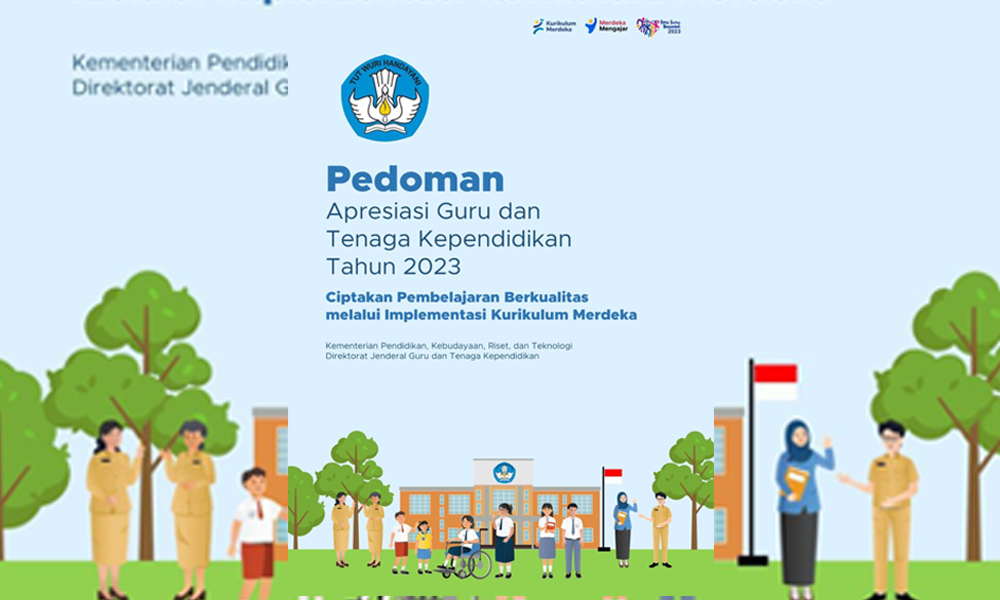 Kurikulum
Merdeka
Merdeka
Mengajar
TUT WURI HANDAYANI
Pedoman
Apresiasi Guru dan
Tenaga Kependidikan
Tahun 2023
Ciptakan Pembelajaran Berkualitas
melalui Implementasi Kurikulum Merdeka
Kementerian Pendidikan, Kebudayaan, Riset, dan Teknologi
Direktorat Jenderal Guru dan Tenaga Kependidikan
Kementerian
Direktorat Jenderal G